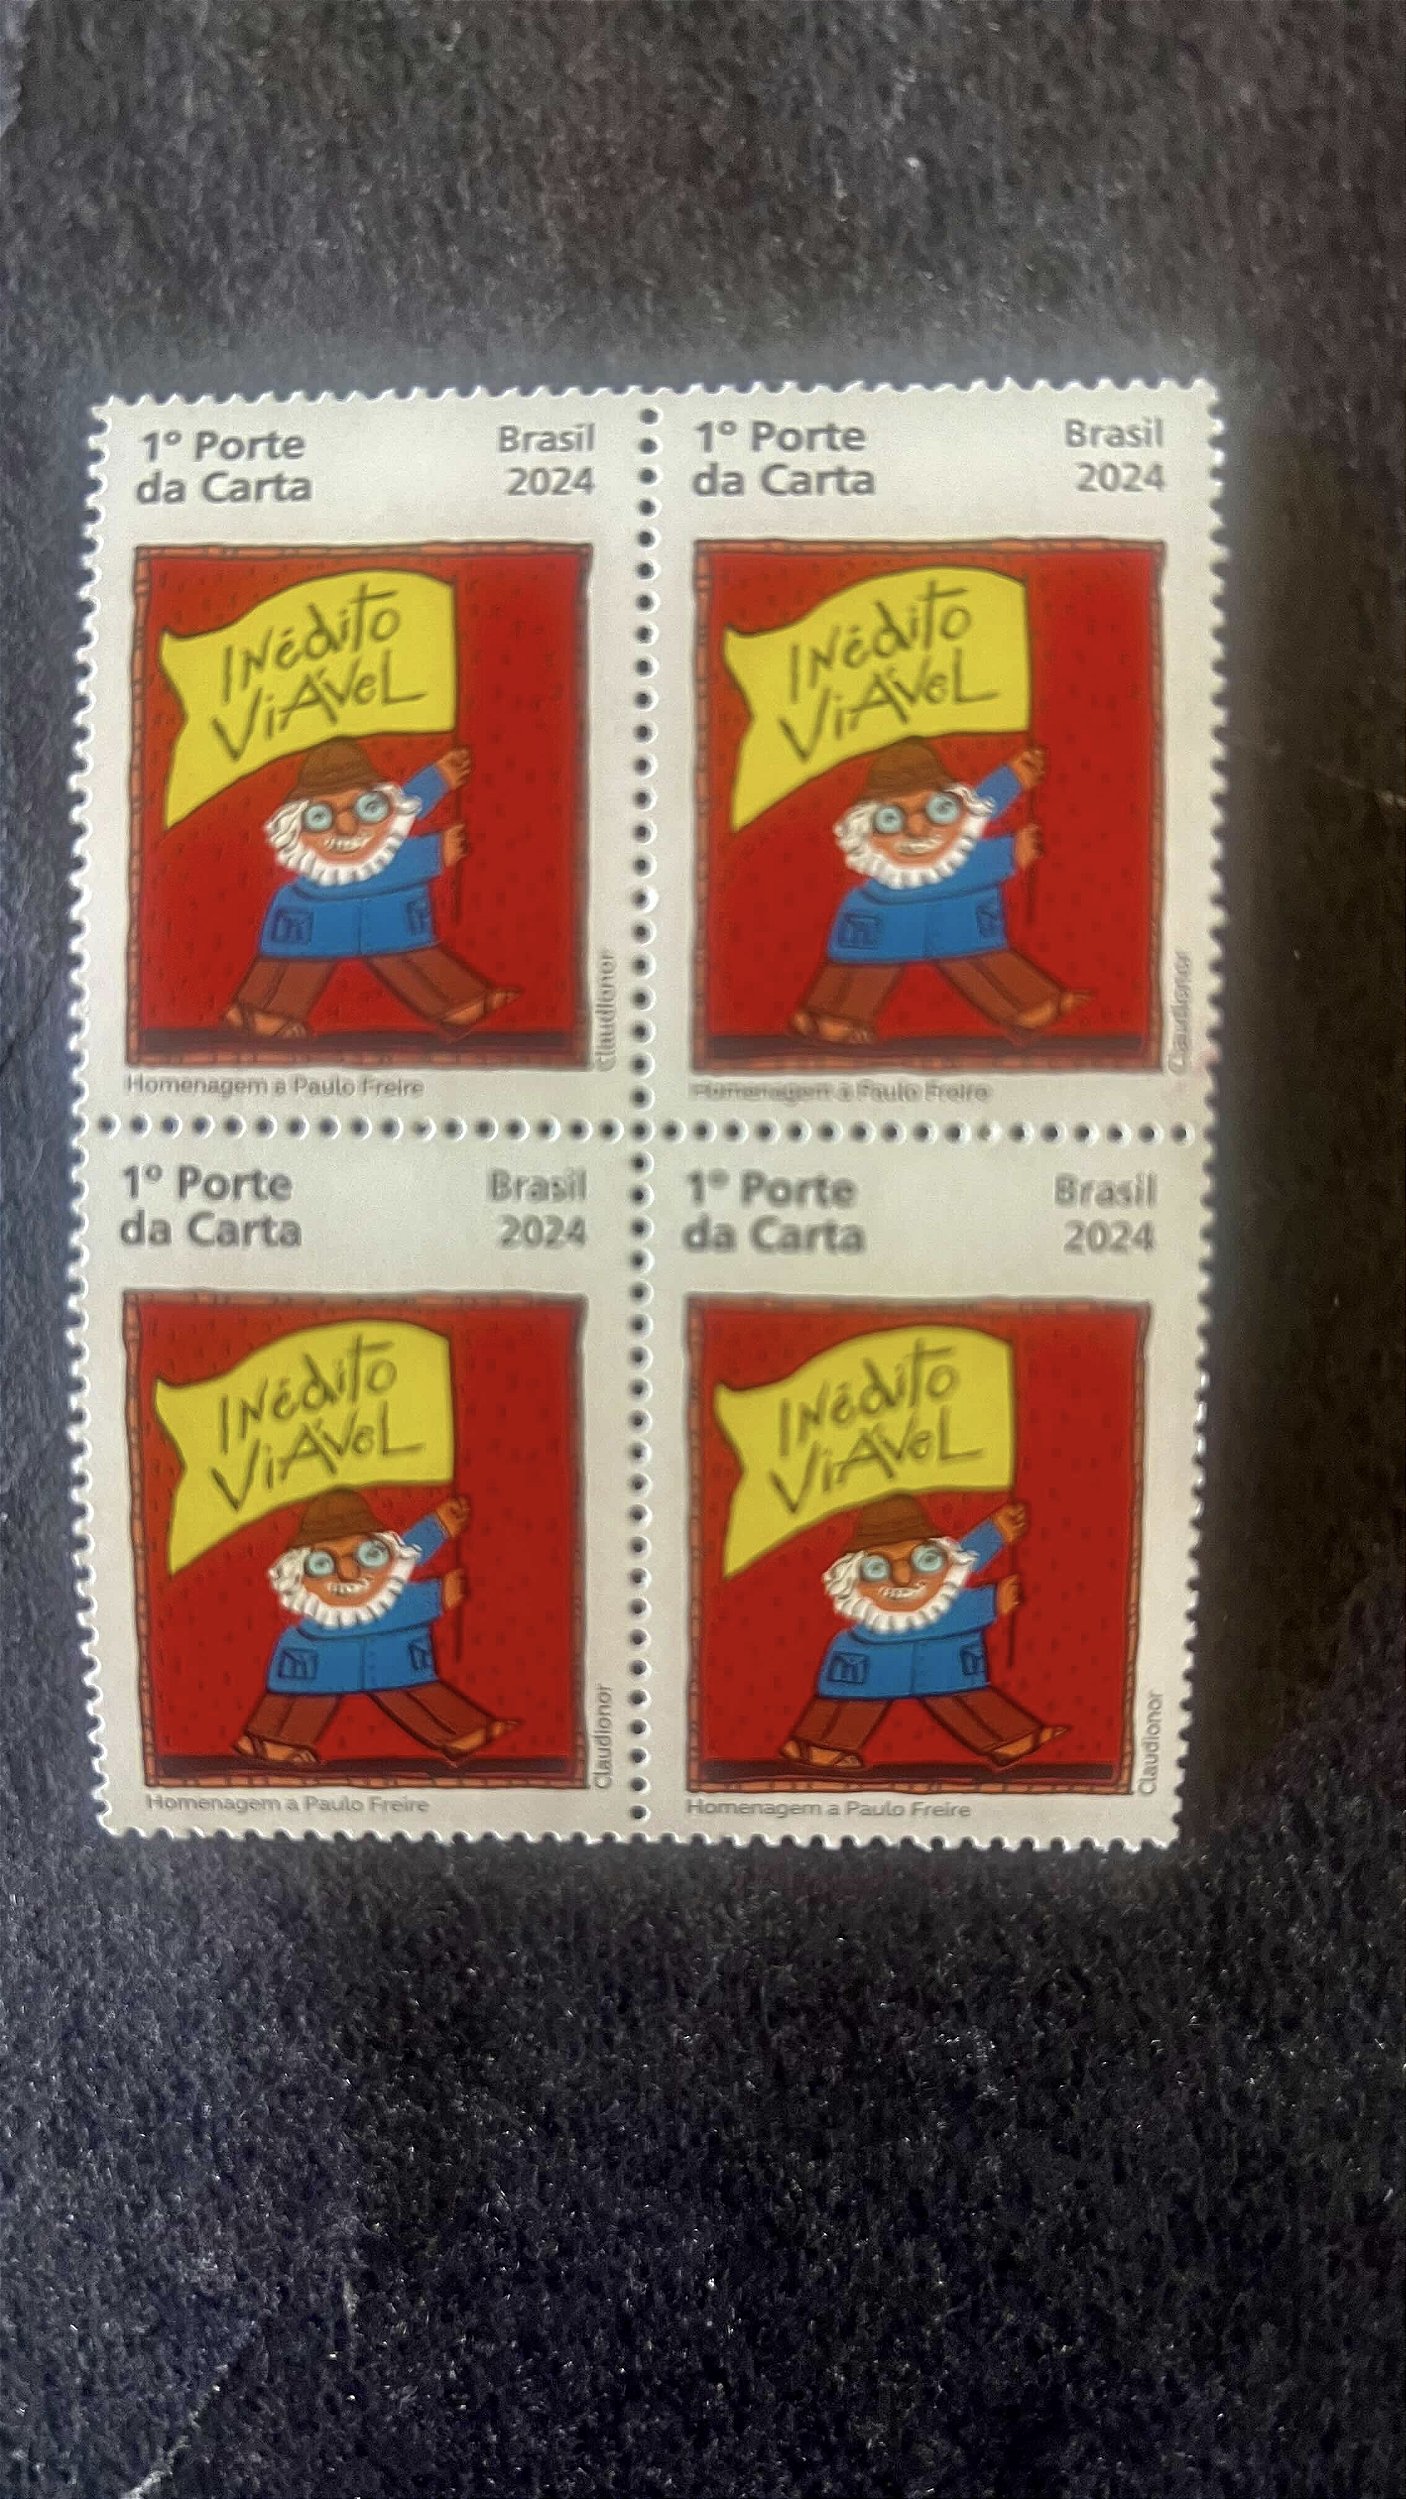 1º Porte
da Carta
Brasil
2024
INédiTo
ViÁVeL
Claudionor
Homenagem a Paulo Freire
1º Porte
da Carta
Brasil
2024
INédiTo
ViÁVeL
Claudionor
Homenagem a Paulo Freire
1º Porte
da Carta
Brasil
2024
INédiTo
ViÁVeL
Claudionor
Homenagem a Paulo Freire
1º Porte
da Carta
Brasil
2024
INédiTo
ViÁVeL
Claudionor
Homenagem a Paulo Freire